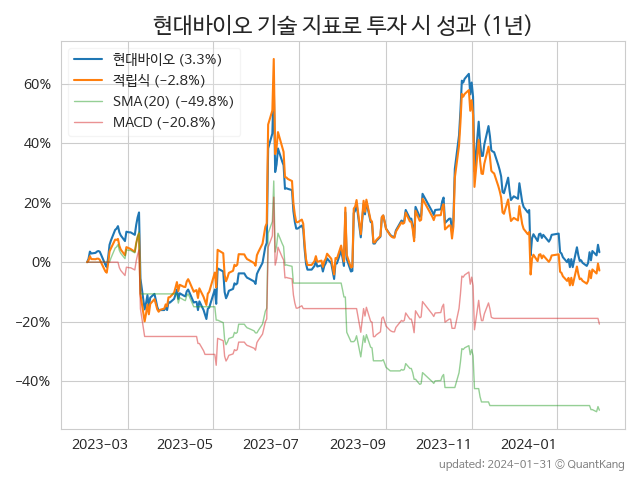 현대바이오 기술 지표로 투자 시 성과 (1년)
현대바이오 (3.3%)
적립식 (−2.8%)
SMA(20) (−49.8%)
MACD (−20.8%)
60%
40%
20%
0%
−20%
−40%
2023-03 2023-05 2023-07 2023-09 2023-11 2024-01
updated: 2024-01-31 © QuantKang